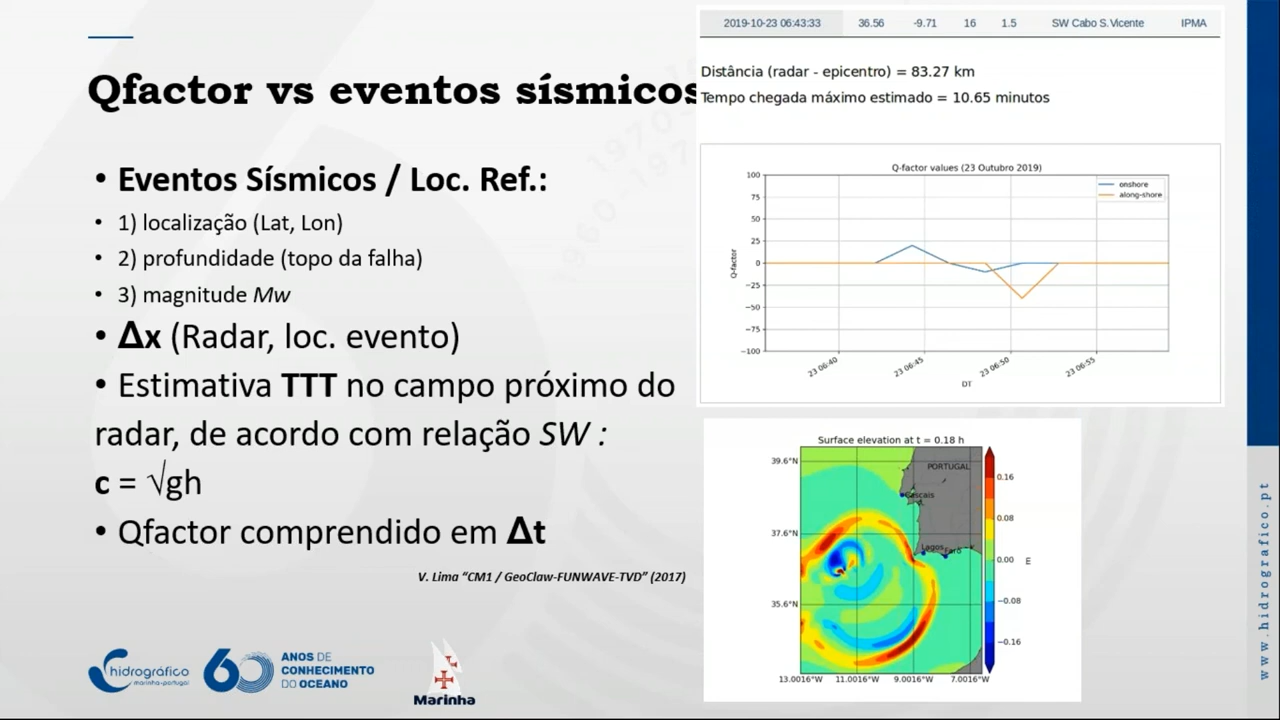 Qfactor vs eventos sísmicos
• Eventos Sísmicos / Loc. Ref.:
• 1) localização (Lat, Lon)
• 2) profundidade (topo da falha)
• 3) magnitude Mw
• Δx (Radar, loc. evento)
• Estimativa TTT no campo próximo do
radar, de acordo com relação SW :
c = √gh
• Qfactor comprendido em Δt
V. Lima “CM1 / GeoClaw-FUNWAVE-TVD” (2017)
2019-10-23 06:43:33 36.56 -9.71 16 1.5 SW Cabo S.Vicente IPMA
Distância (radar - epicentro) = 83.27 km
Tempo chegada máximo estimado = 10.65 minutos
Q-factor values (23 Outubro 2019)
onshore
along-shore
Q-factor
100
75
50
25
0
−25
−50
−75
−100
23 06:40
23 06:45
23 06:50
23 06:55
DT
Surface elevation at t = 0.18 h
39.6°N
37.6°N
35.6°N
PORTUGAL
Cascais
Lagos
Faro
13.0016°W 11.0016°W 9.0016°W 7.0016°W
0.16
0.08
0.00
−0.08
−0.16
m
hidrográfico
marinha-portugal
60
ANOS DE
CONHECIMENTO
DO OCEANO
Marinha
www.hidrografico.pt